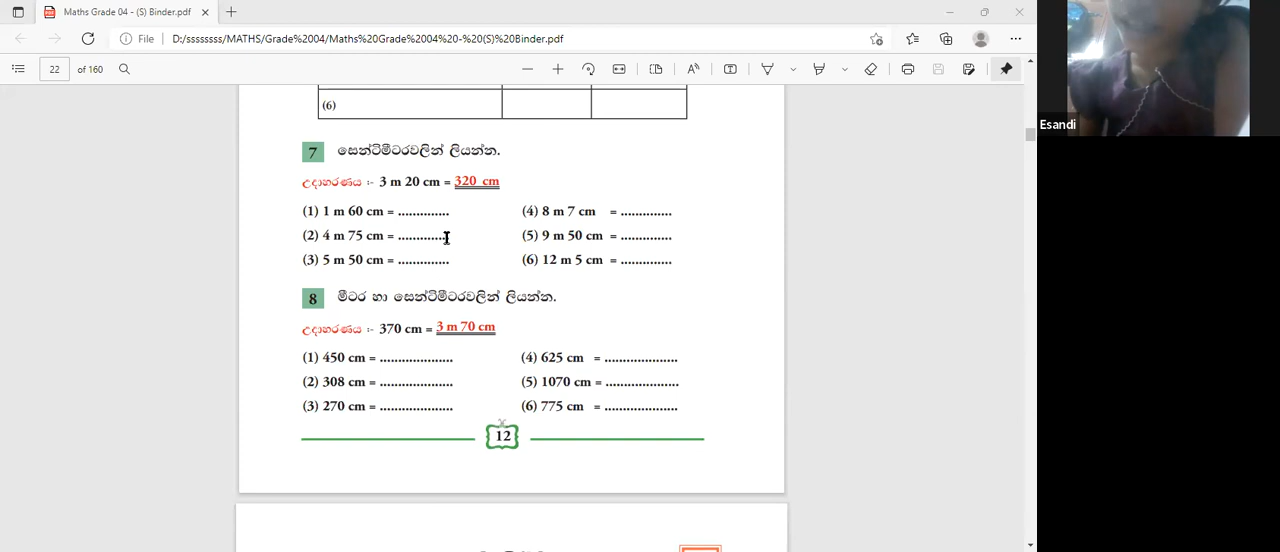 Maths Grade 04 - (S) Binder.pdf
File D:/ssssssss/MATHS/Grade%2004/Maths%20Grade%2004%20-%20(S)%20Binder.pdf
22 of 160
(6)
7 සෙන්ටිමීටරවලින් ලියන්න.
උදාහරණය :- 3 m 20 cm = 320 cm
(1) 1 m 60 cm = ..............
(2) 4 m 75 cm = ..............
(3) 5 m 50 cm = ..............
(4) 8 m 7 cm = ..............
(5) 9 m 50 cm = ..............
(6) 12 m 5 cm = ..............
8 මීටර හා සෙන්ටිමීටරවලින් ලියන්න.
උදාහරණය :- 370 cm = 3 m 70 cm
(1) 450 cm = ....................
(2) 308 cm = ....................
(3) 270 cm = ....................
(4) 625 cm = ....................
(5) 1070 cm = ....................
(6) 775 cm = ....................
12
Esandi